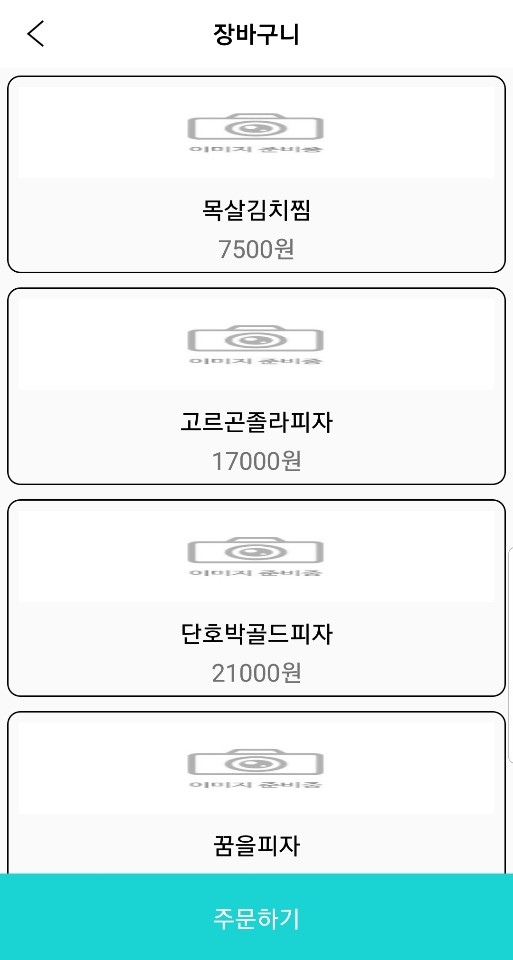 장바구니
이미지 준비중
목살김치찜
7500원
이미지 준비중
고르곤졸라피자
17000원
이미지 준비중
단호박골드피자
21000원
이미지 준비중
꿈을피자
주문하기